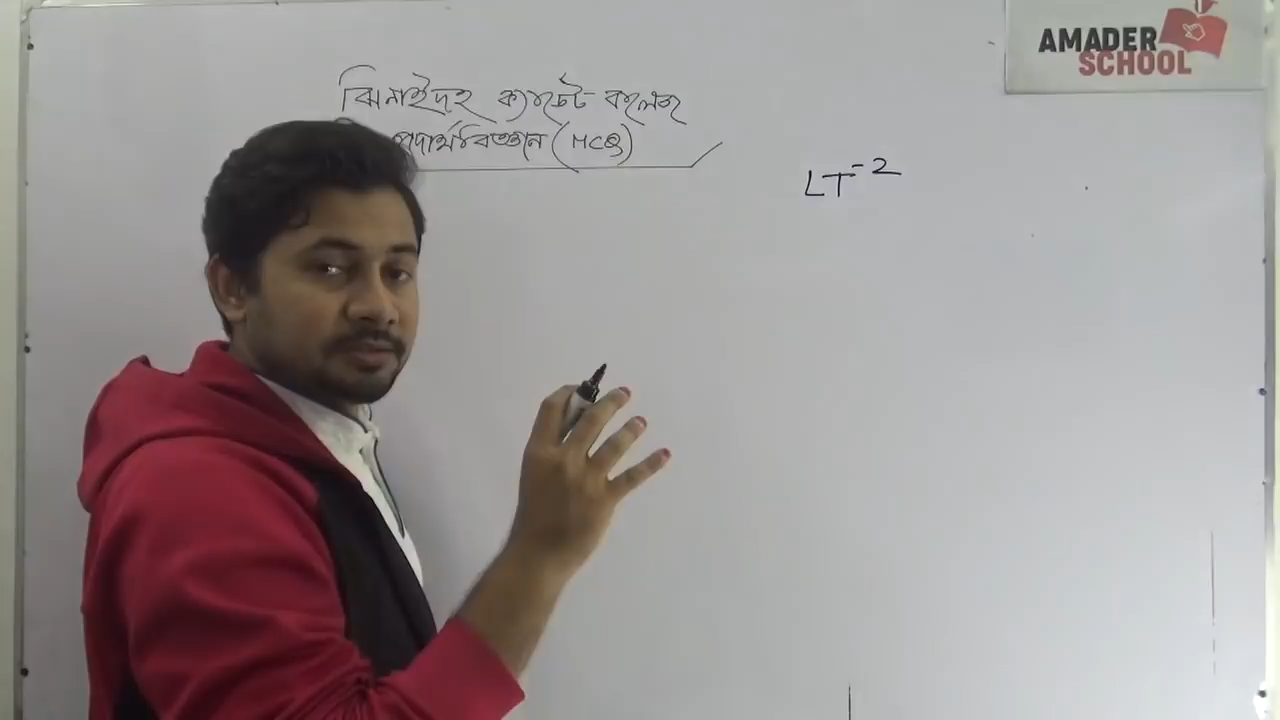 ঝিনাইদহ ক্যাডেট কলেজ
পদার্থবিজ্ঞান (MCQ)
LT⁻²
AMADER
SCHOOL